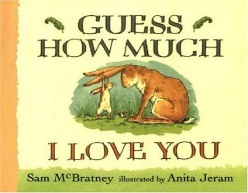 GUESS
HOW MUCH
I LOVE YOU
Sam McBratney illustrated by Anita Jeram